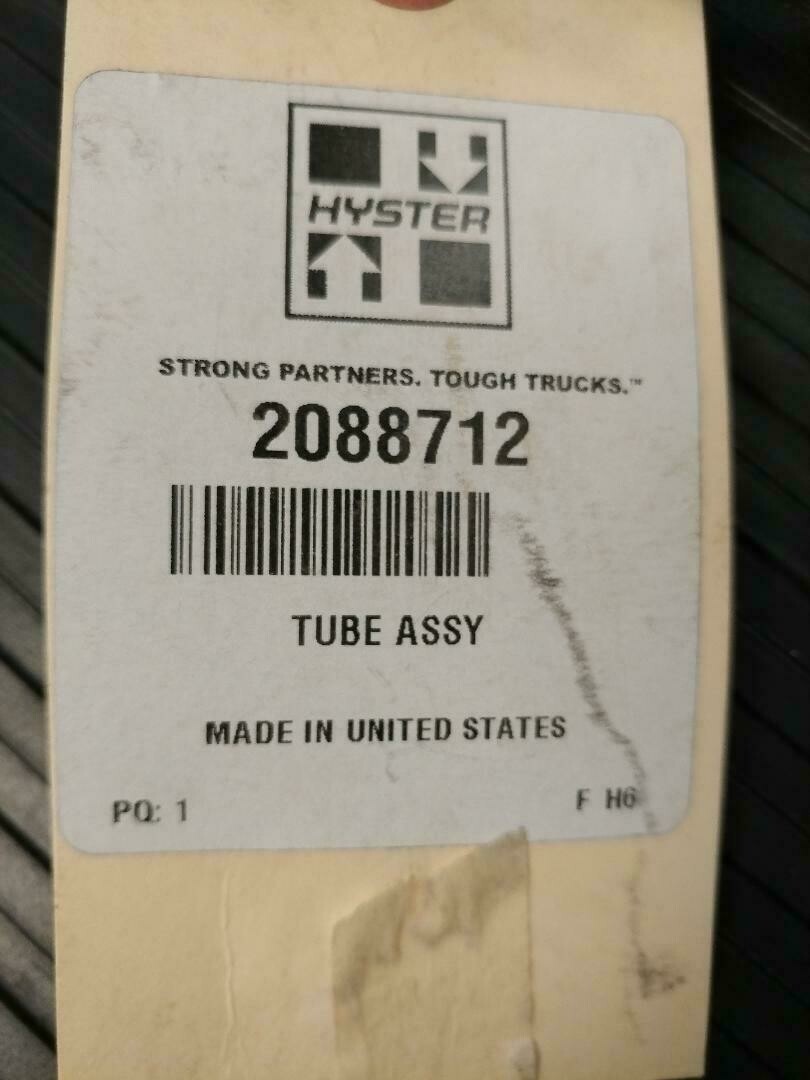 HYSTER
STRONG PARTNERS. TOUGH TRUCKS.™
2088712
TUBE ASSY
MADE IN UNITED STATES
PQ: 1 F H6